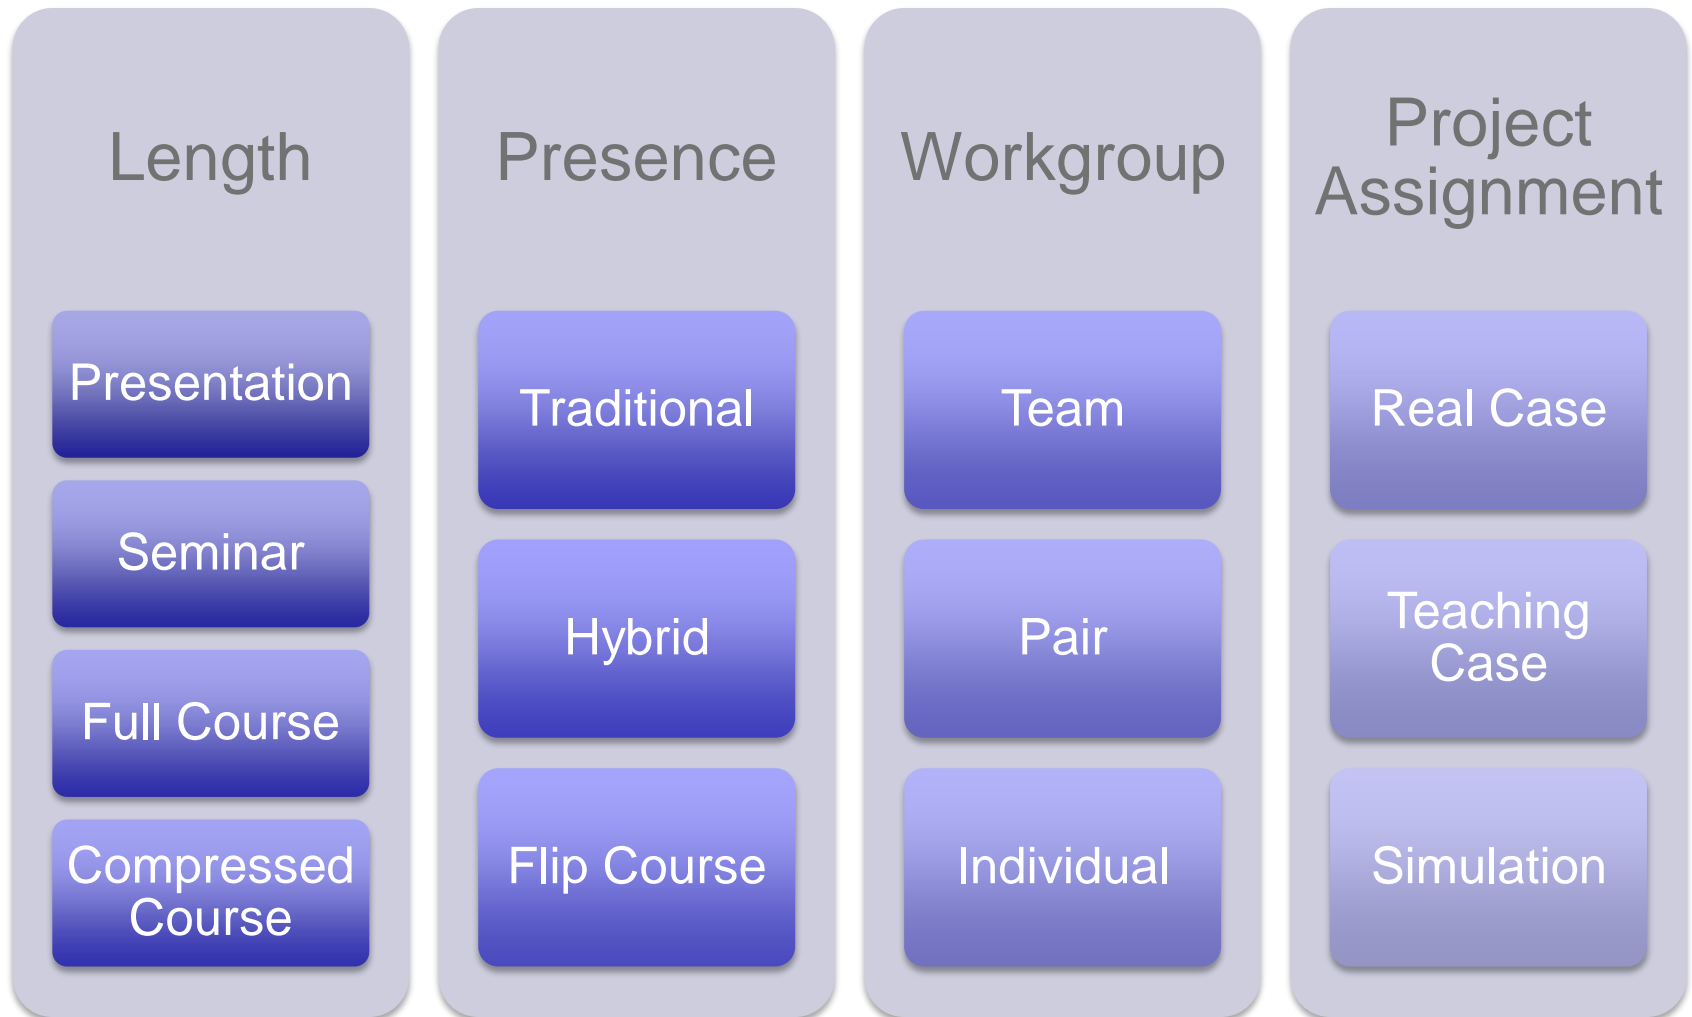 Length
Presentation
Seminar
Full Course
Compressed
Course
Presence
Traditional
Hybrid
Flip Course
Workgroup
Team
Pair
Individual
Project
Assignment
Real Case
Teaching
Case
Simulation